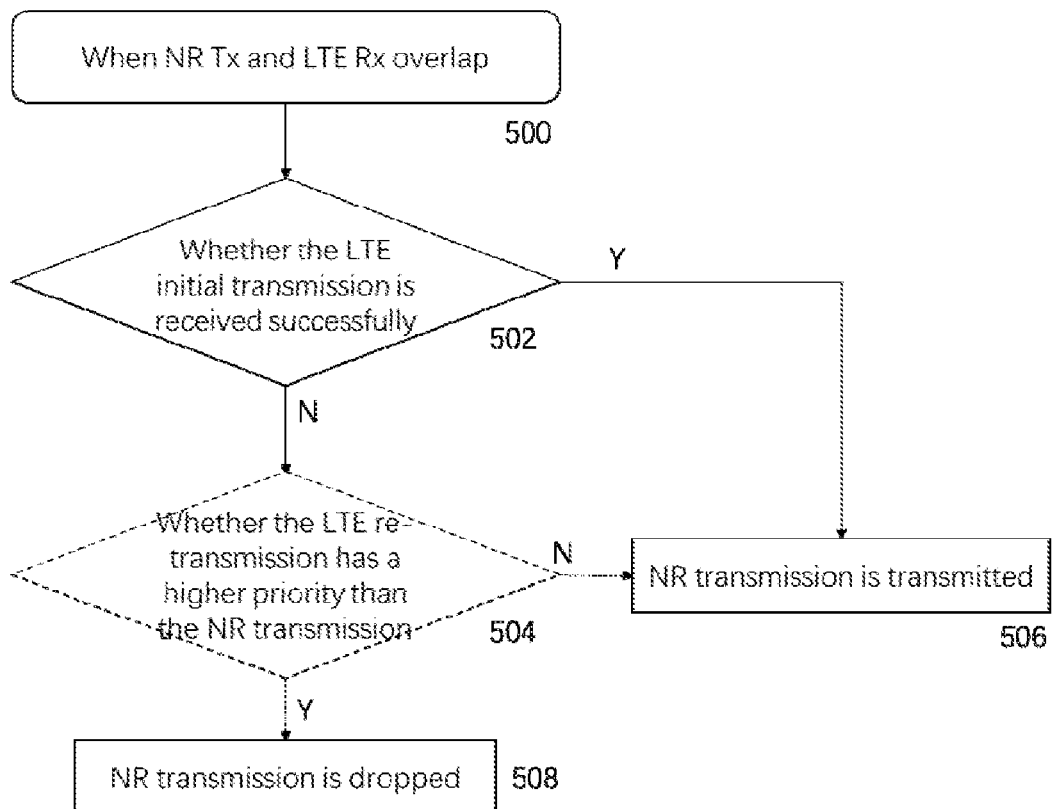 When NR Tx and LTE Rx overlap
500
Whether the LTE
initial transmission is
received successfully
502
Y
N
Whether the LTE re-
transmission has a
higher priority than
the NR transmission
504
N
NR transmission is transmitted
506
Y
NR transmission is dropped
508